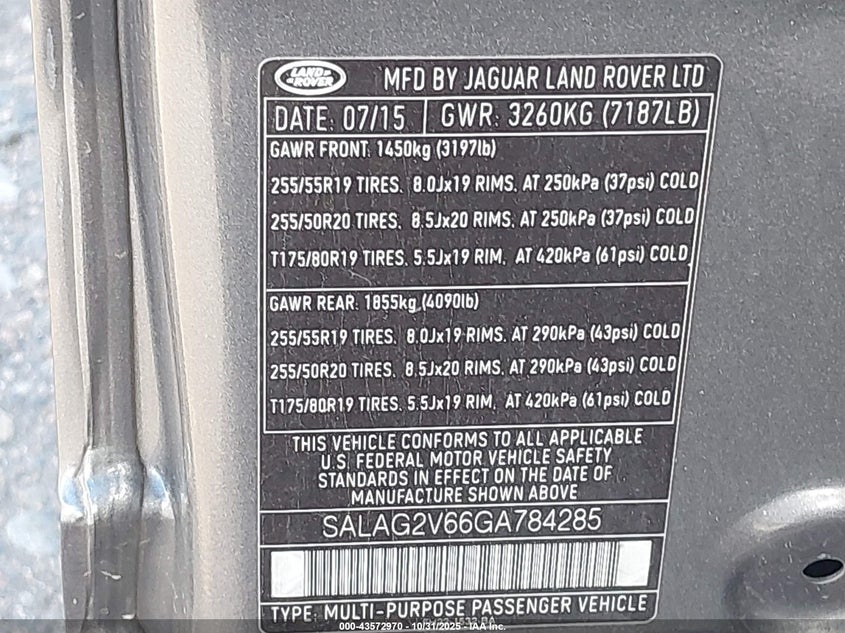 LAND ROVER
MFD BY JAGUAR LAND ROVER LTD
DATE: 07/15 GWR: 3260KG (7187LB)
GAWR FRONT: 1450kg (3197lb)
255/55R19 TIRES, 8.0Jx19 RIMS, AT 250kPa (37psi) COLD
255/50R20 TIRES, 8.5Jx20 RIMS, AT 250kPa (37psi) COLD
T175/80R19 TIRES, 5.5Jx19 RIM, AT 420kPa (61psi) COLD
GAWR REAR: 1855kg (4090lb)
255/55R19 TIRES, 8.0Jx19 RIMS, AT 290kPa (43psi) COLD
255/50R20 TIRES, 8.5Jx20 RIMS, AT 290kPa (43psi) COLD
T175/80R19 TIRES, 5.5Jx19 RIM, AT 420kPa (61psi) COLD
THIS VEHICLE CONFORMS TO ALL APPLICABLE
U.S. FEDERAL MOTOR VEHICLE SAFETY
STANDARDS IN EFFECT ON THE DATE OF
MANUFACTURE SHOWN ABOVE
SALAG2V66GA784285
TYPE: MULTI-PURPOSE PASSENGER VEHICLE
000-43572970 - 10/31/2025 - IAA Inc.